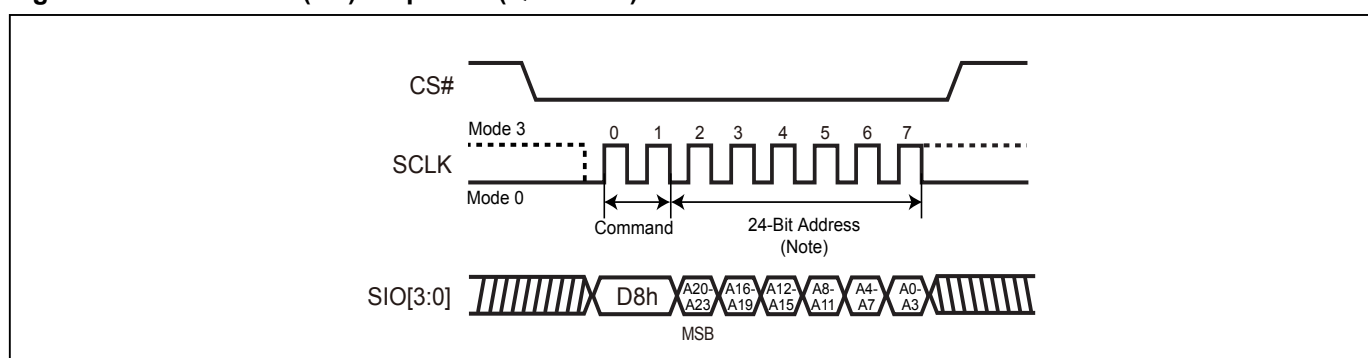 CS#
Mode 3
0 1 2 3 4 5 6 7
SCLK
Mode 0
Command
24-Bit Address
(Note)
SIO[3:0]
D8h
A20-
A23
A16-
A19
A12-
A15
A8-
A11
A4-
A7
A0-
A3
MSB